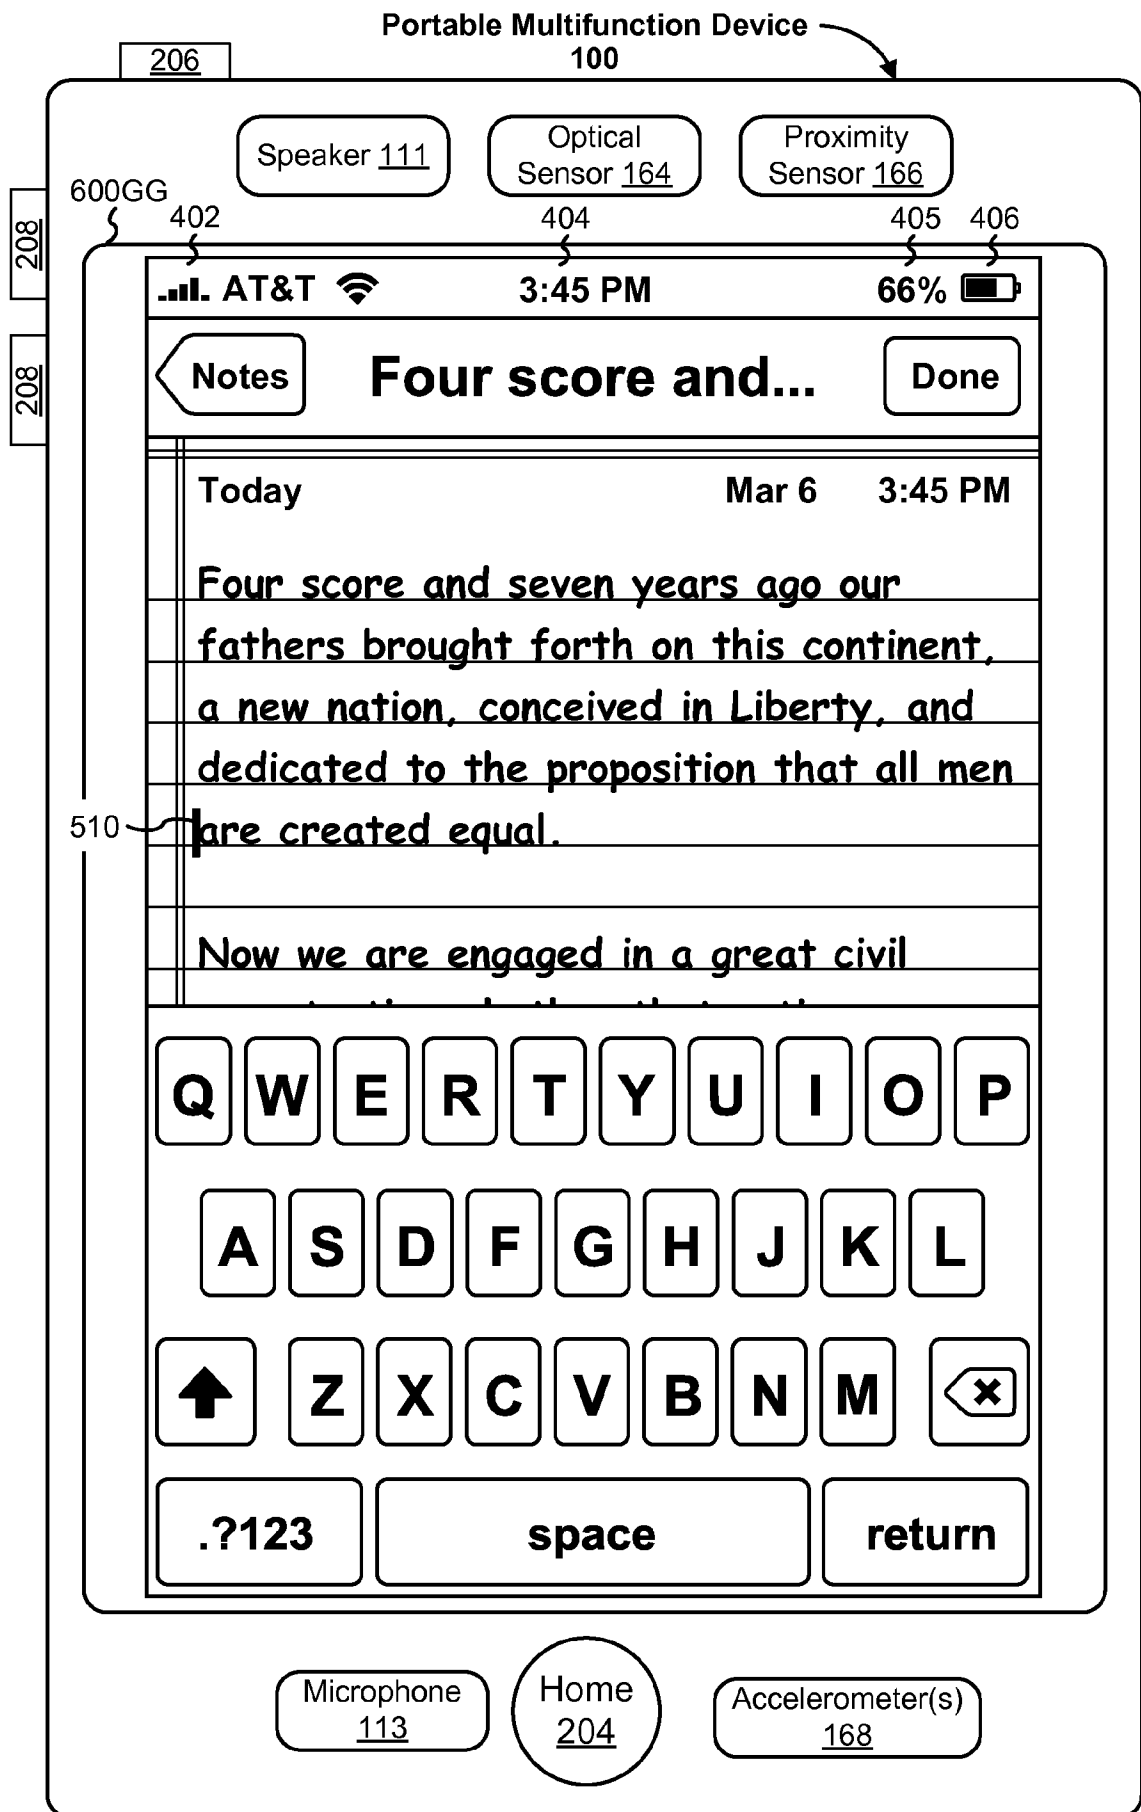 Portable Multifunction Device
100
206
Speaker 111
Optical
Sensor 164
Proximity
Sensor 166
600GG
208
208
402
404
405
406
AT&T
3:45 PM
66%
Notes
Four score and...
Done
Today
Mar 6
3:45 PM
Four score and seven years ago our
fathers brought forth on this continent,
a new nation, conceived in Liberty, and
dedicated to the proposition that all men
510
are created equal.
Now we are engaged in a great civil
Q W E R T Y U I O P
A S D F G H J K L
Z X C V B N M
.?123
space
return
Microphone
113
Home
204
Accelerometer(s)
168